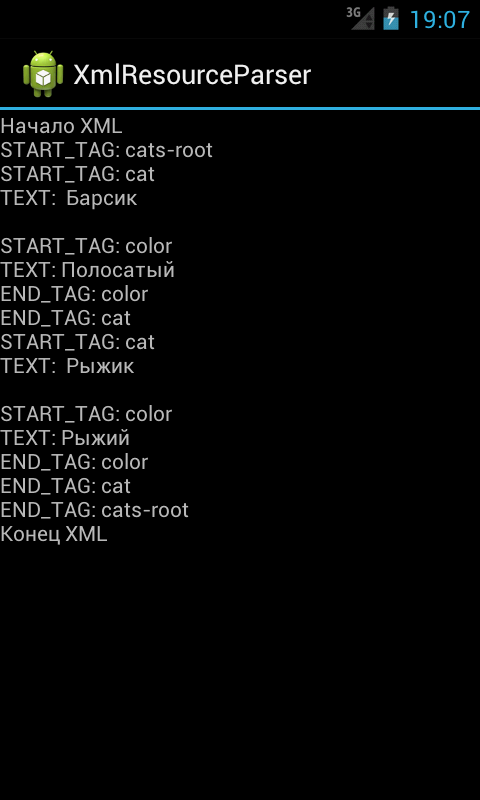 3G
19:07
XmlResourceParser
Начало XML
START_TAG: cats-root
START_TAG: cat
TEXT:  Барсик
START_TAG: color
TEXT: Полосатый
END_TAG: color
END_TAG: cat
START_TAG: cat
TEXT:  Рыжик
START_TAG: color
TEXT: Рыжий
END_TAG: color
END_TAG: cat
END_TAG: cats-root
Конец XML